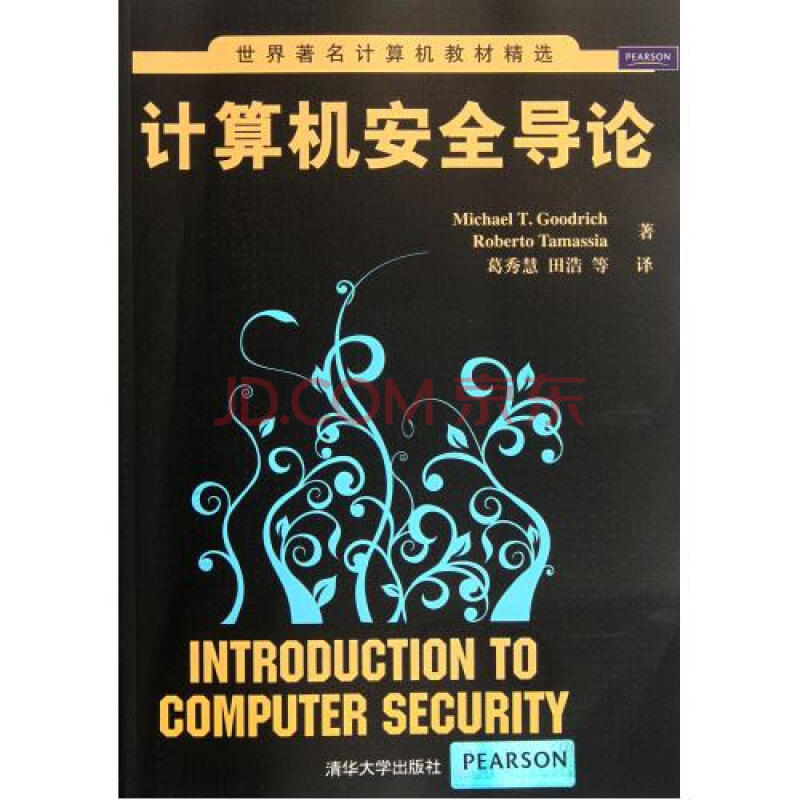 世界著名计算机教材精选
PEARSON
计算机安全导论
Michael T. Goodrich
Roberto Tamassia 著
葛秀慧 田浩 等 译
JD.COM 京东
INTRODUCTION TO
COMPUTER SECURITY
清华大学出版社
PEARSON